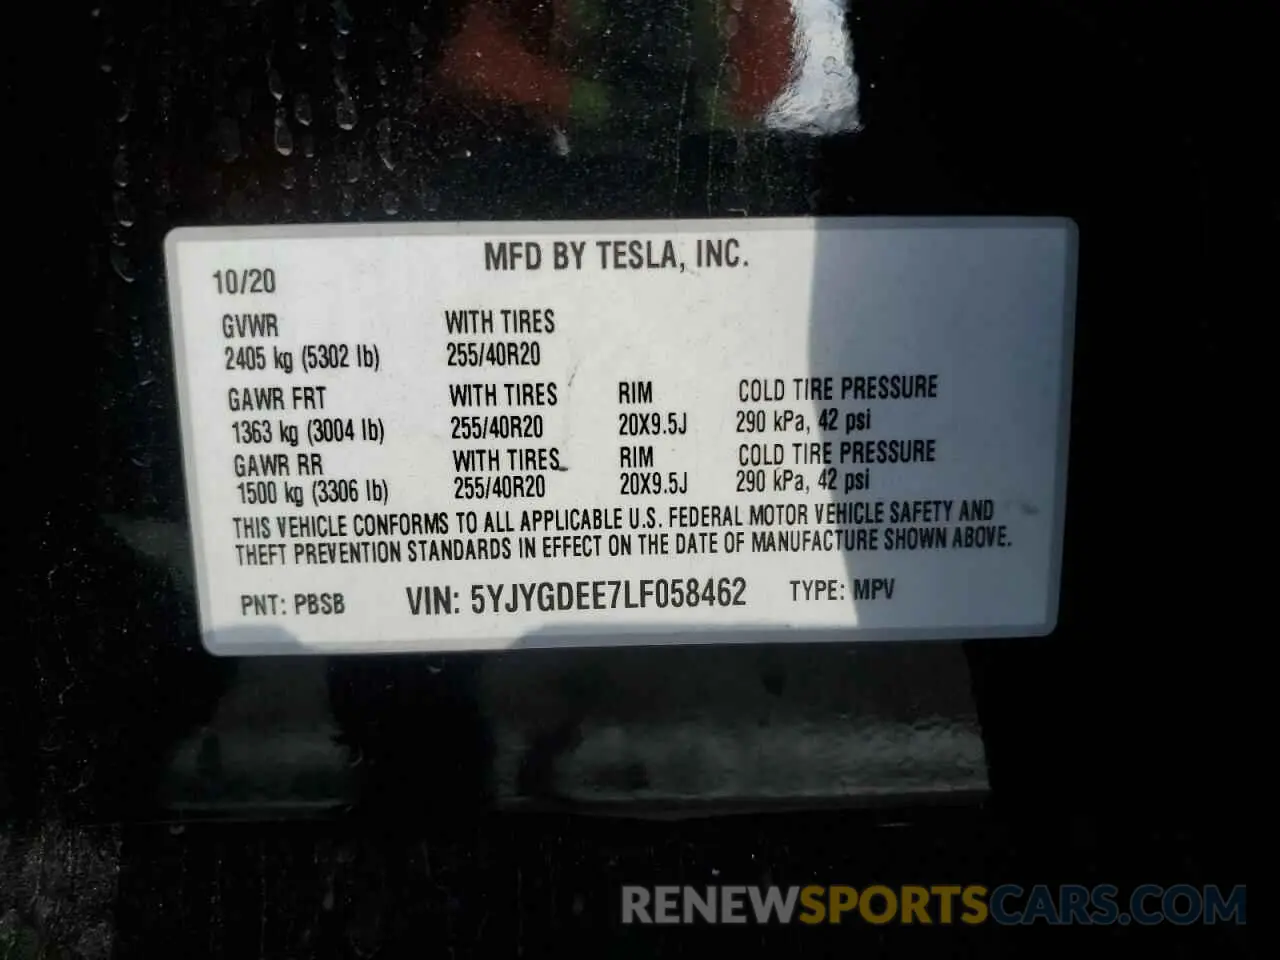 MFD BY TESLA, INC.
10/20
GVWR WITH TIRES
2405 kg (5302 lb) 255/40R20
GAWR FRT WITH TIRES RIM COLD TIRE PRESSURE
1363 kg (3004 lb) 255/40R20 20X9.5J 290 kPa, 42 psi
GAWR RR WITH TIRES RIM COLD TIRE PRESSURE
1500 kg (3306 lb) 255/40R20 20X9.5J 290 kPa, 42 psi
THIS VEHICLE CONFORMS TO ALL APPLICABLE U.S. FEDERAL MOTOR VEHICLE SAFETY AND
THEFT PREVENTION STANDARDS IN EFFECT ON THE DATE OF MANUFACTURE SHOWN ABOVE.
PNT: PBSB VIN: 5YJYGDEE7LF058462 TYPE: MPV
RENEWSPORTSCARS.COM